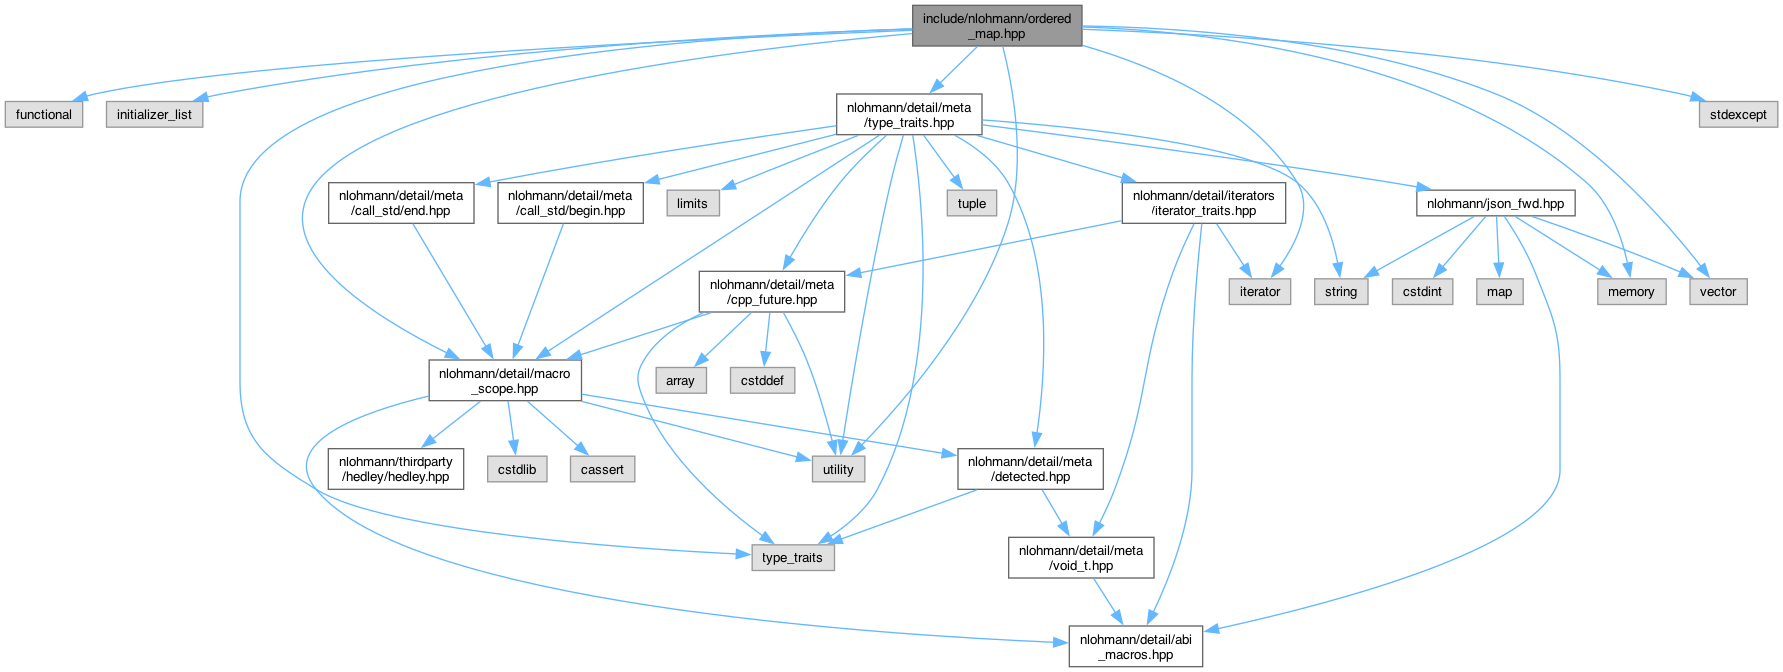 include/nlohmann/ordered
_map.hpp
functional
initializer_list
nlohmann/detail/meta
/type_traits.hpp
stdexcept
nlohmann/detail/meta
/call_std/end.hpp
nlohmann/detail/meta
/call_std/begin.hpp
limits
tuple
nlohmann/detail/iterators
/iterator_traits.hpp
nlohmann/json_fwd.hpp
nlohmann/detail/meta
/cpp_future.hpp
iterator
string
cstdint
map
memory
vector
nlohmann/detail/macro
_scope.hpp
array
cstddef
nlohmann/thirdparty
/hedley/hedley.hpp
cstdlib
cassert
utility
nlohmann/detail/meta
/detected.hpp
type_traits
nlohmann/detail/meta
/void_t.hpp
nlohmann/detail/abi
_macros.hpp